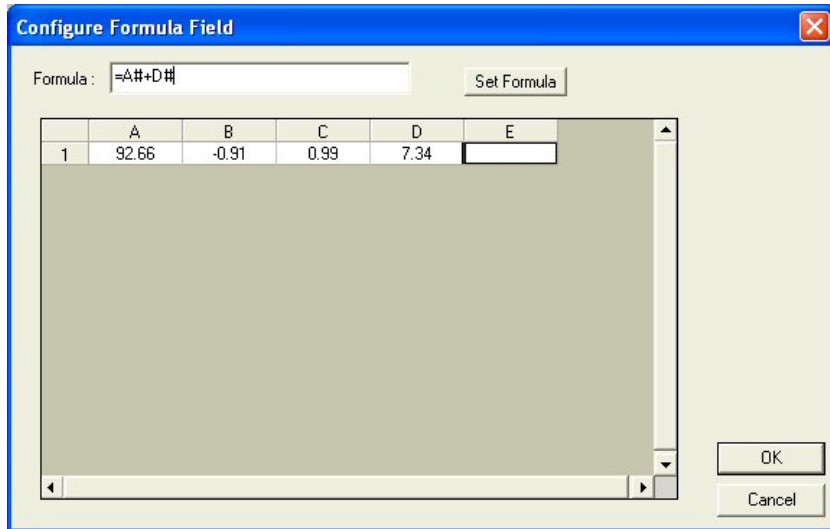 Configure Formula Field
Formula : =A#+D# Set Formula
A B C D E
1 92.66 -0.91 0.99 7.34
OK
Cancel